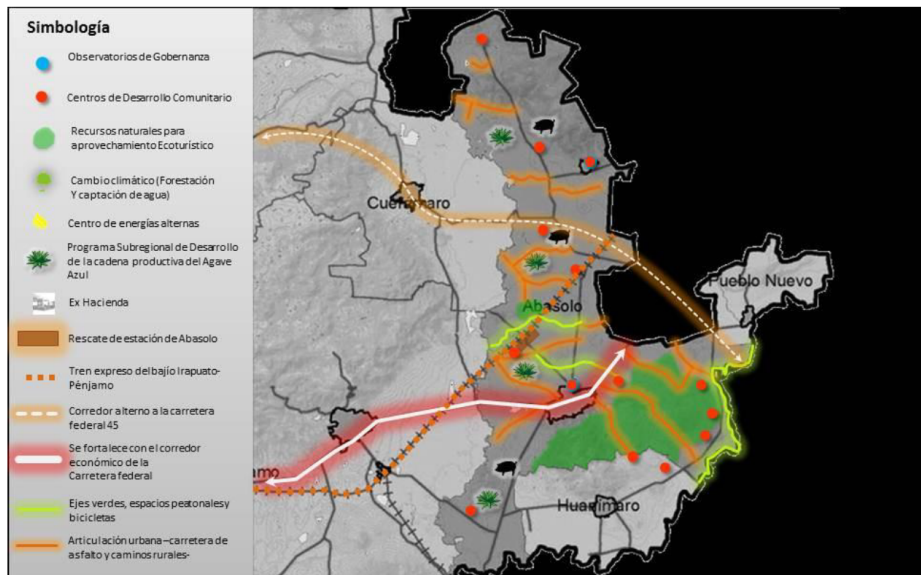 Simbología
Observatorios de Gobernanza
Centros de Desarrollo Comunitario
Recursos naturales para
aprovechamiento Ecoturístico
Cambio climático (Forestación
Y captación de agua)
Centro de energías alternas
Programa Subregional de Desarrollo
de la cadena productiva del Agave
Azul
Ex Hacienda
Rescate de estación de Abasolo
Tren expreso del bajío Irapuato-
Pénjamo
Corredor alterno a la carretera
federal 45
Se fortalece con el corredor
económico de la
Carretera federal
Ejes verdes, espacios peatonales y
bicicletas
Articulación urbana –carretera de
asfalto y caminos rurales-
Cuerámaro
Pueblo Nuevo
Abasolo
amo
Huanímaro